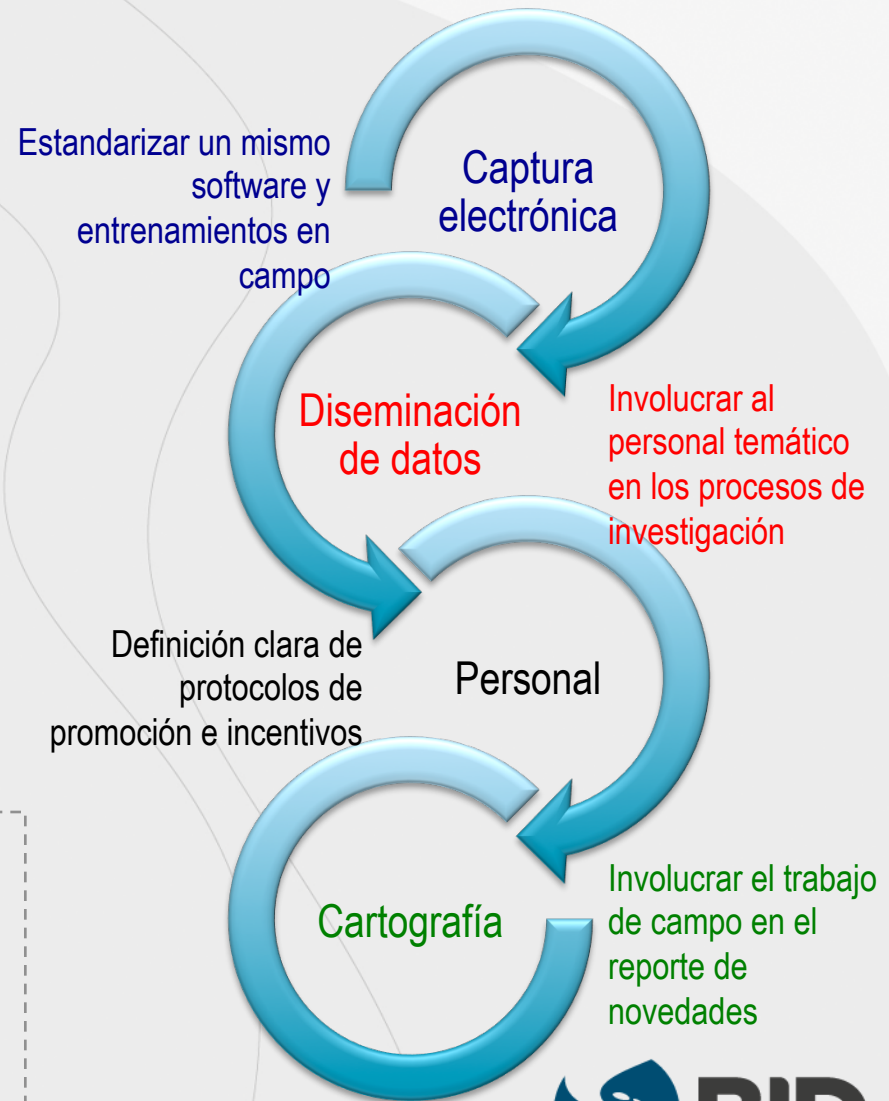 Estandarizar un mismo
software y
entrenamientos en
campo
Captura
electrónica
Diseminación
de datos
Involucrar al
personal temático
en los procesos de
investigación
Definición clara de
protocolos de
promoción e incentivos
Personal
Cartografía
Involucrar el trabajo
de campo en el
reporte de
novedades
BID